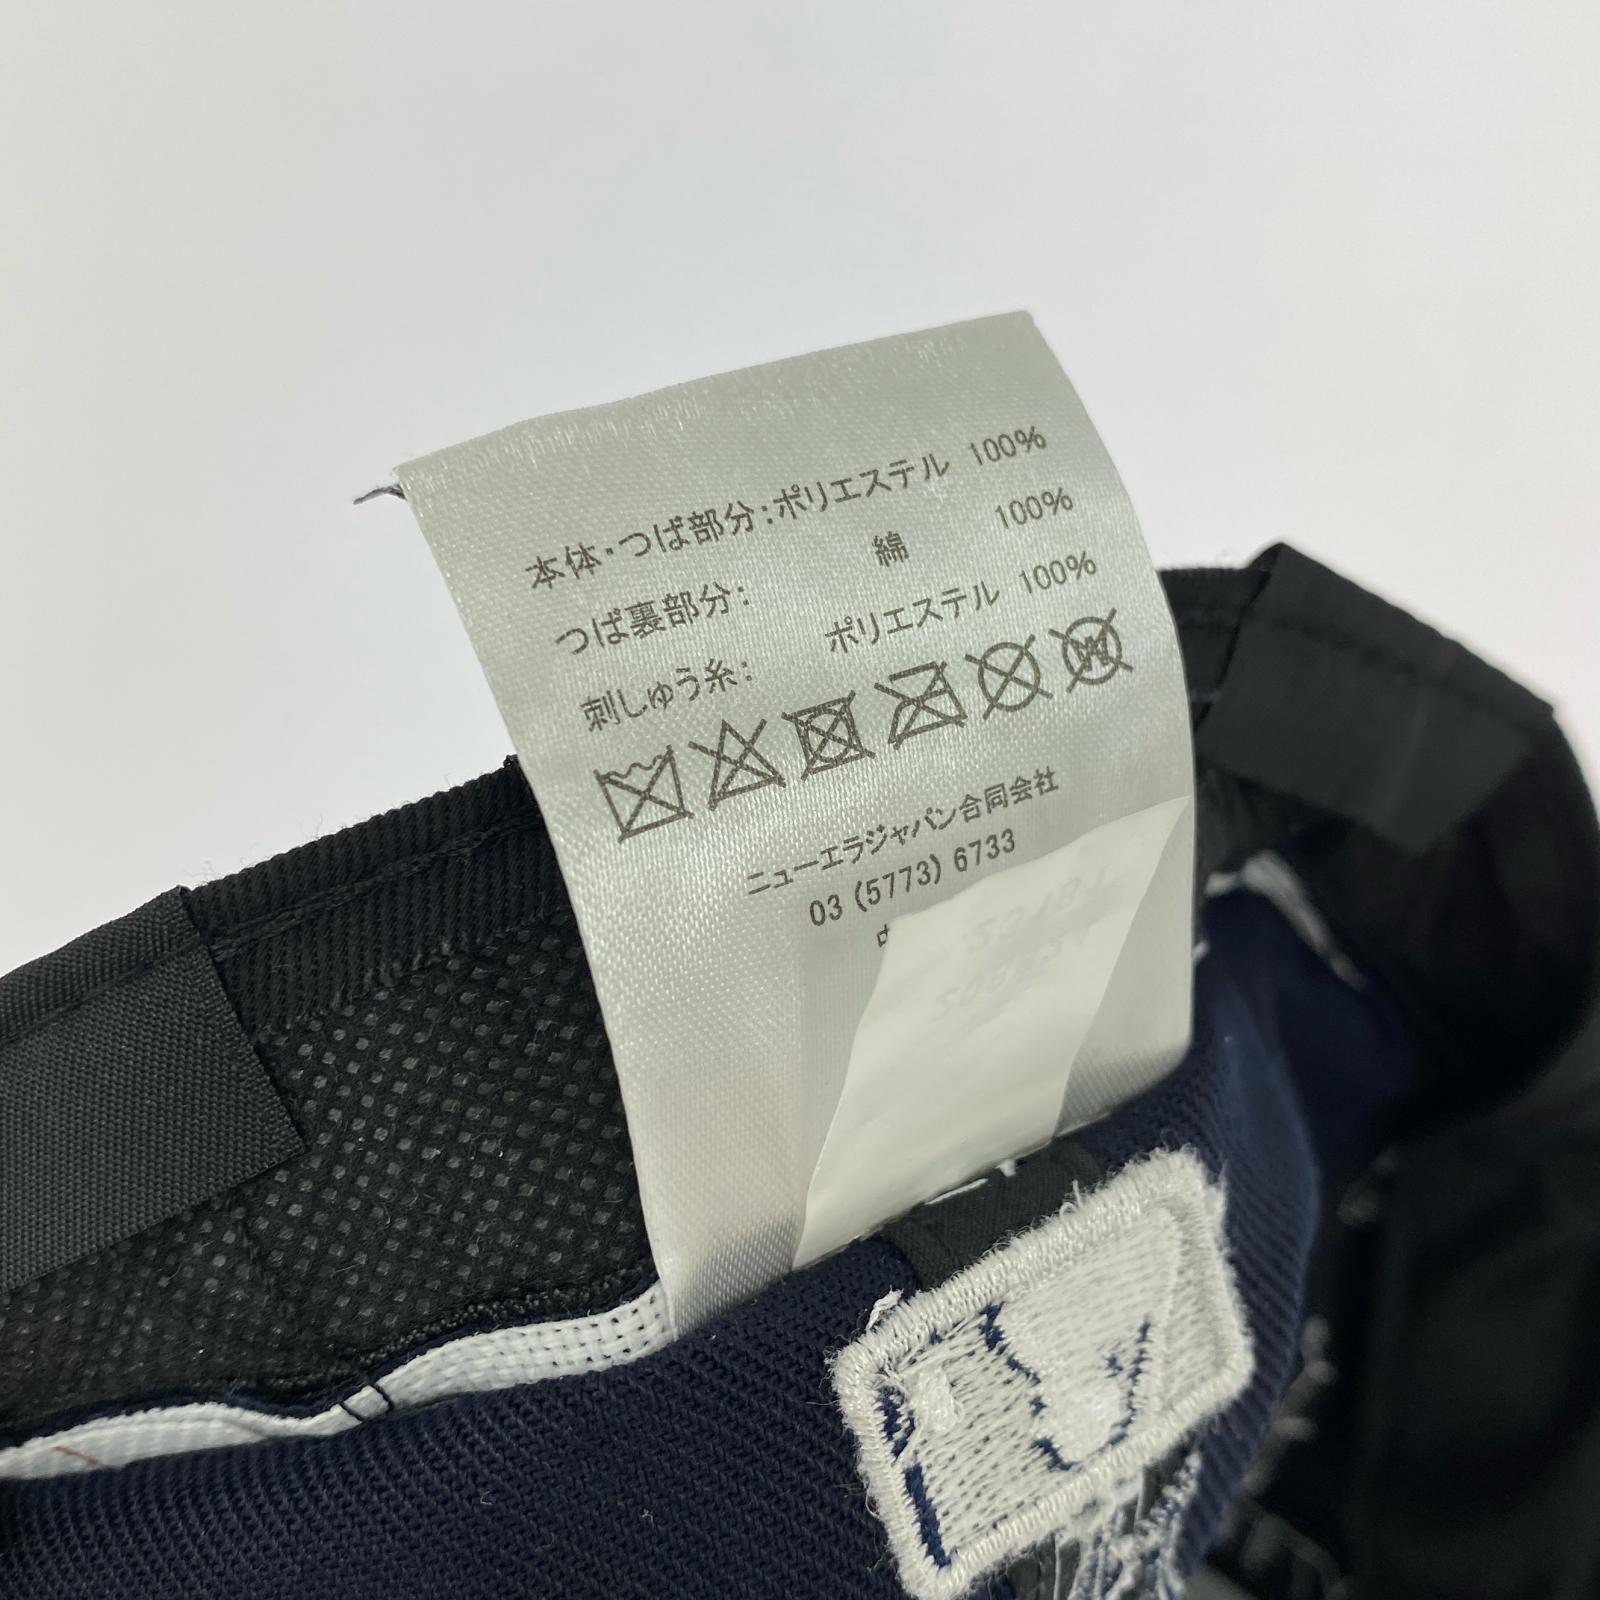 本体・つば部分:ポリエステル 100%
つば裏部分: 綿 100%
刺しゅう糸: ポリエステル 100%
ニューエラジャパン合同会社
03 (5773) 6733